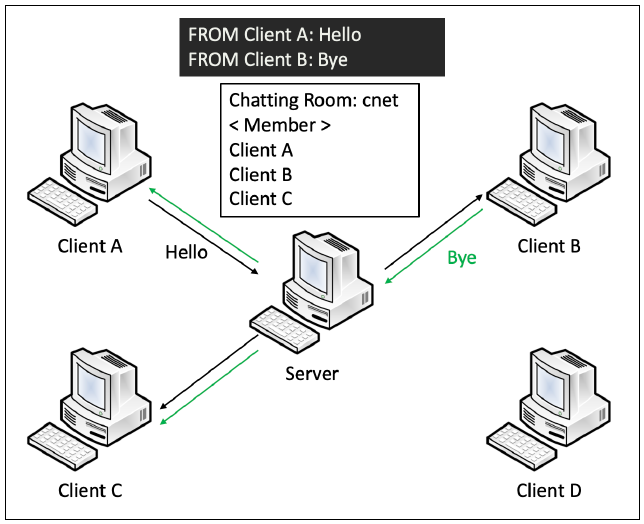 FROM Client A: Hello
FROM Client B: Bye
Chatting Room: cnet
< Member >
Client A
Client B
Client C
Client A
Hello
Client B
Bye
Server
Client C
Client D